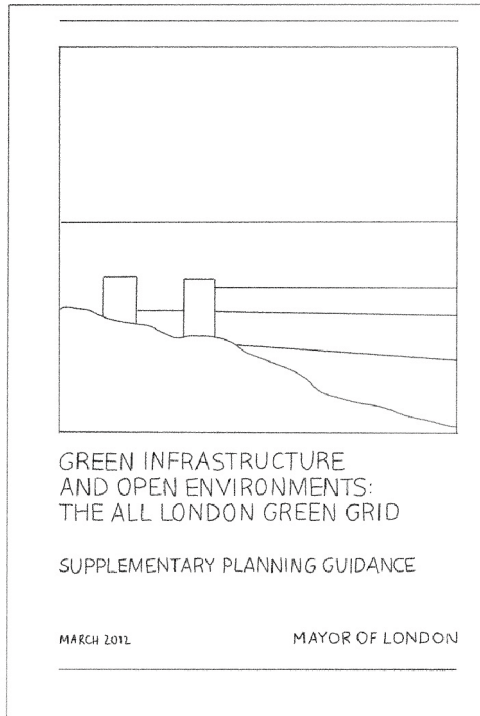 GREEN INFRASTRUCTURE
AND OPEN ENVIRONMENTS:
THE ALL LONDON GREEN GRID
SUPPLEMENTARY PLANNING GUIDANCE
MARCH 2012
MAYOR OF LONDON